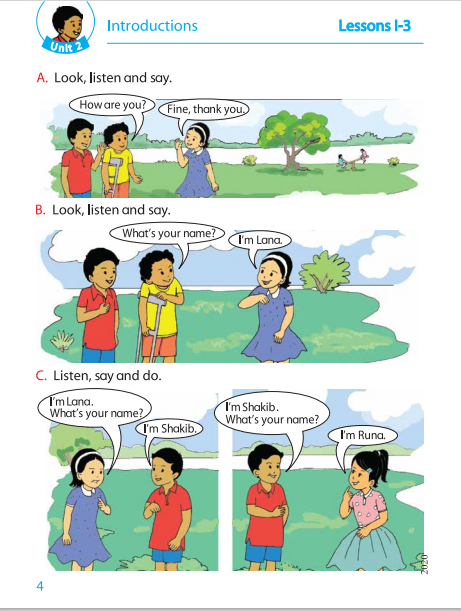 Introductions
Lessons 1-3
Unit 2
A. Look, listen and say.
How are you?
Fine, thank you.
B. Look, listen and say.
What's your name?
I'm Lana.
C. Listen, say and do.
I'm Lana.
What's your name?
I'm Shakib.
I'm Shakib.
What's your name?
I'm Runa.
4
2020